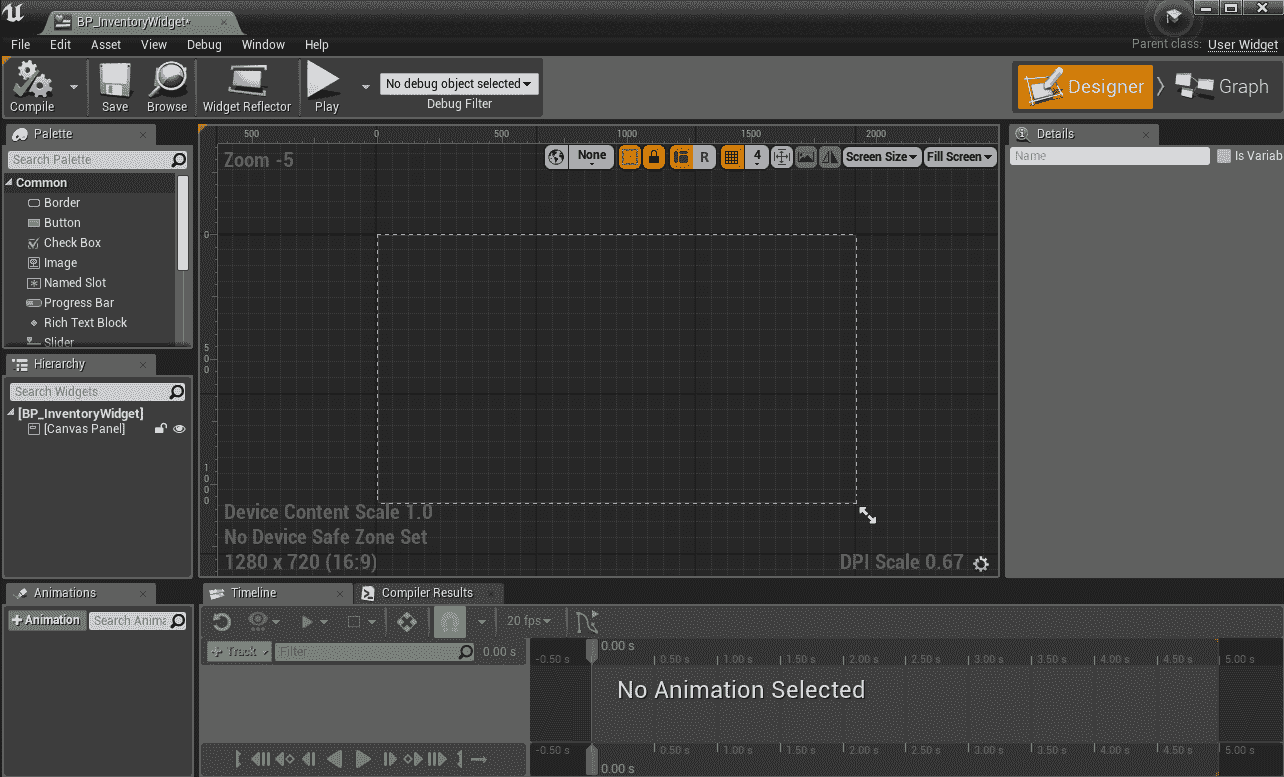 BP_InventoryWidget*
File Edit Asset View Debug Window Help
Parent class: User Widget
Compile Save Browse Widget Reflector Play
No debug object selected
Debug Filter
Designer Graph
Palette
Search Palette
Common
Border
Button
Check Box
Image
Named Slot
Progress Bar
Rich Text Block
Slider
Hierarchy
Search Widgets
[BP_InventoryWidget]
[Canvas Panel]
500 0 500 1000 1500 2000
Zoom -5
None R 4 Screen Size Fill Screen
0
500
1000
Device Content Scale 1.0
No Device Safe Zone Set
1280 x 720 (16:9)
DPI Scale 0.67
Details
Name
Is Variab
Animations
+ Animation
Search Anima
Timeline
Compiler Results
20 fps
+ Track
Filter
0.00 s
0.00 s
-0.50 s 0.50 s 1.00 s 1.50 s 2.00 s 2.50 s 3.00 s 3.50 s 4.00 s 4.50 s 5.00 s
No Animation Selected
-0.50 s 0.50 s 1.00 s 1.50 s 2.00 s 2.50 s 3.00 s 3.50 s 4.00 s 4.50 s 5.00 s
0.00 s